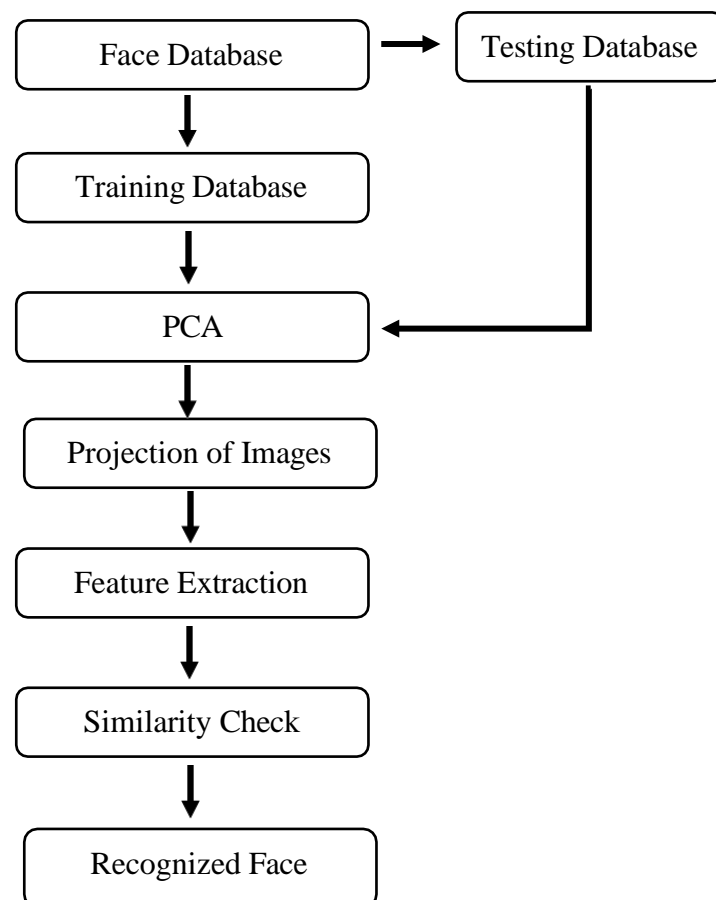 Face Database
Testing Database
Training Database
PCA
Projection of Images
Feature Extraction
Similarity Check
Recognized Face